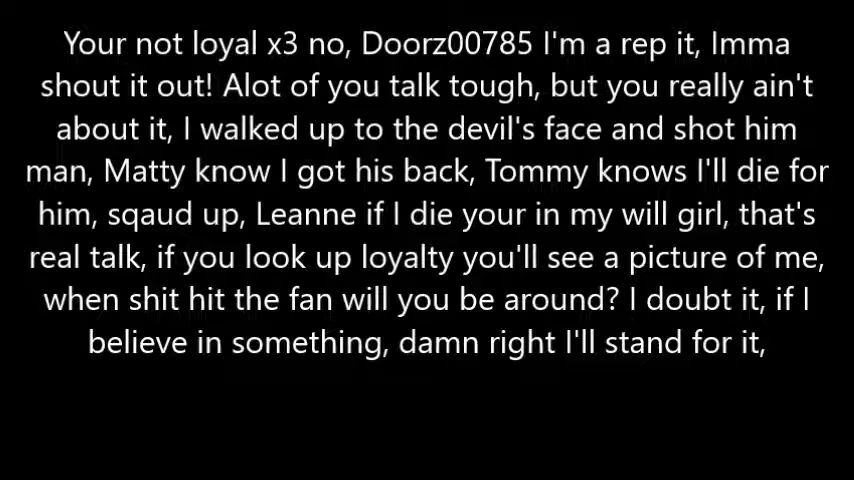 Your not loyal x3 no, Doorz00785 I'm a rep it, Imma
shout it out! Alot of you talk tough, but you really ain't
about it, I walked up to the devil's face and shot him
man, Matty know I got his back, Tommy knows I'll die for
him, sqaud up, Leanne if I die your in my will girl, that's
real talk, if you look up loyalty you'll see a picture of me,
when shit hit the fan will you be around? I doubt it, if I
believe in something, damn right I'll stand for it,